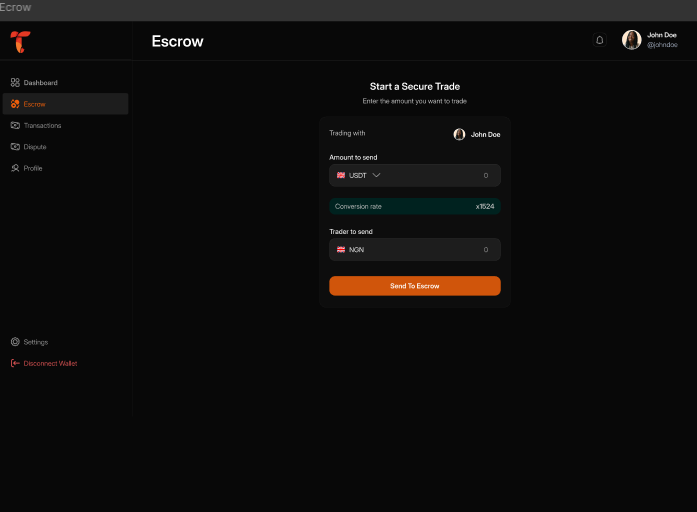 Ecrow
Escrow
John Doe
@johndoe
Dashboard
Escrow
Transactions
Dispute
Profile
Settings
Disconnect Wallet
Start a Secure Trade
Enter the amount you want to trade
Trading with
John Doe
Amount to send
USDT
0
Conversion rate
x1524
Trader to send
NGN
0
Send To Escrow